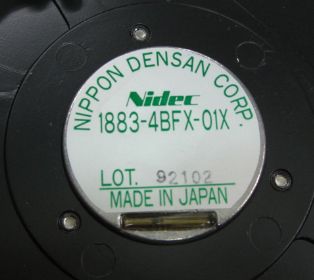 NIPPON DENSAN CORP.
Nidec
1883-4BFX-01X
LOT. 92102
MADE IN JAPAN